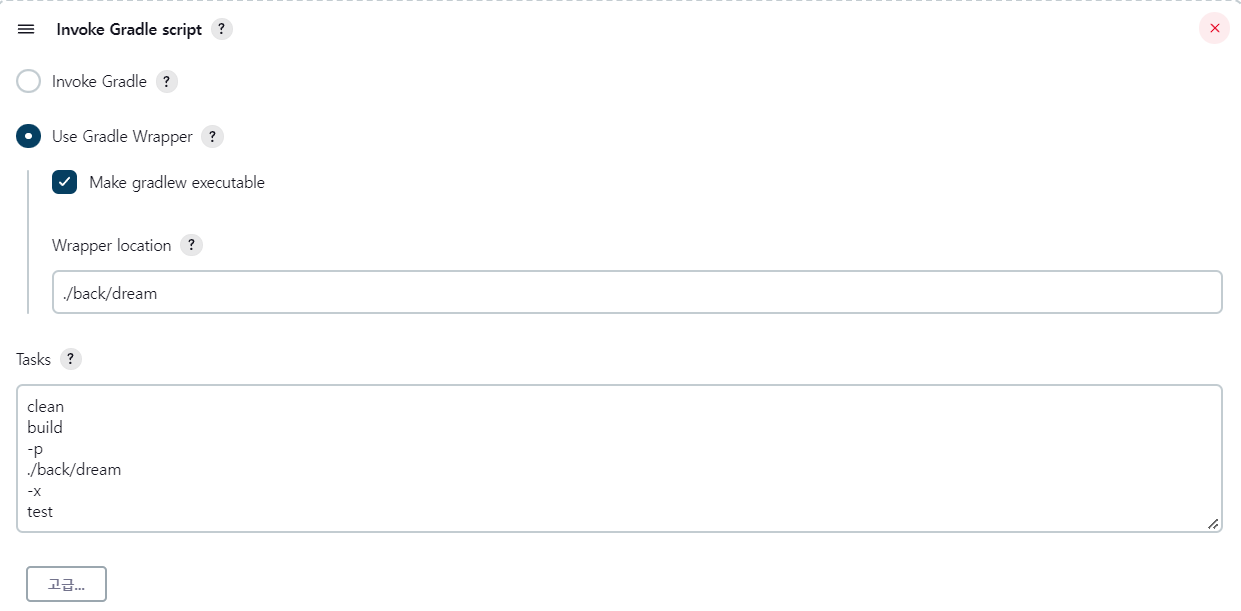 Invoke Gradle script ?
Invoke Gradle ?
Use Gradle Wrapper ?
Make gradlew executable
Wrapper location ?
./back/dream
Tasks ?
clean
build
-p
./back/dream
-x
test
고급...